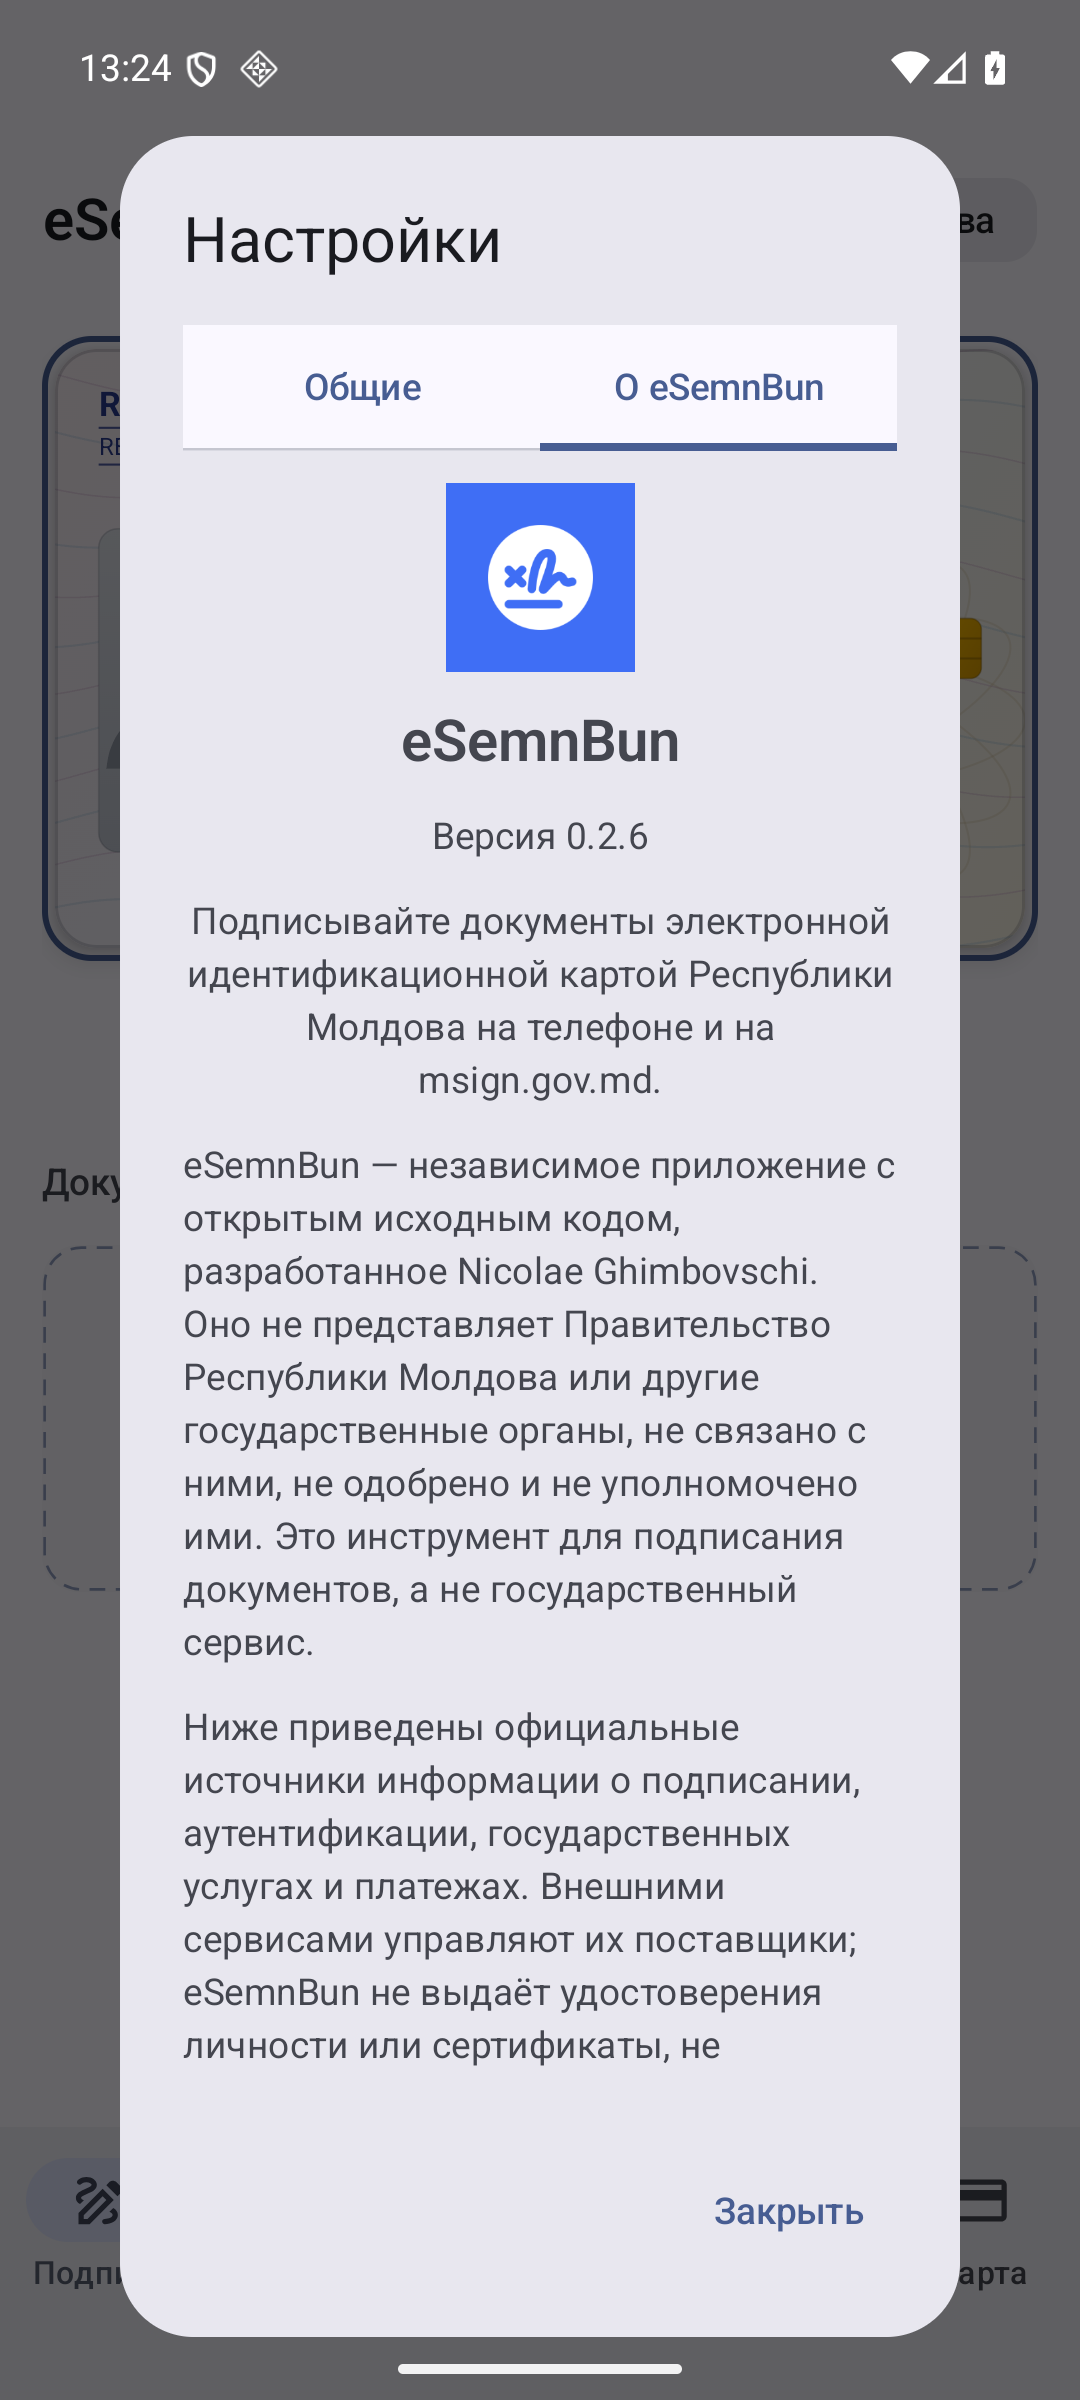 13:24
Настройки
Общие
О eSemnBun
eSemnBun
Версия 0.2.6
Подписывайте документы электронной
идентификационной картой Республики
Молдова на телефоне и на
msign.gov.md.
eSemnBun — независимое приложение с
открытым исходным кодом,
разработанное Nicolae Ghimbovschi.
Оно не представляет Правительство
Республики Молдова или другие
государственные органы, не связано с
ними, не одобрено и не уполномочено
ими. Это инструмент для подписания
документов, а не государственный
сервис.
Ниже приведены официальные
источники информации о подписании,
аутентификации, государственных
услугах и платежах. Внешними
сервисами управляют их поставщики;
eSemnBun не выдаёт удостоверения
личности или сертификаты, не
Закрыть